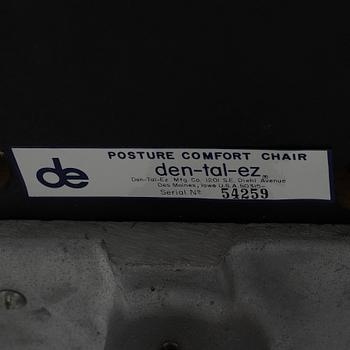 de
POSTURE COMFORT CHAIR
den-tal-ez®
Den-Tal-Ez Mfg. Co. 1201 S.E. Diehl Avenue
Des Moines, Iowa U.S.A. 50315
Serial Nº 54259